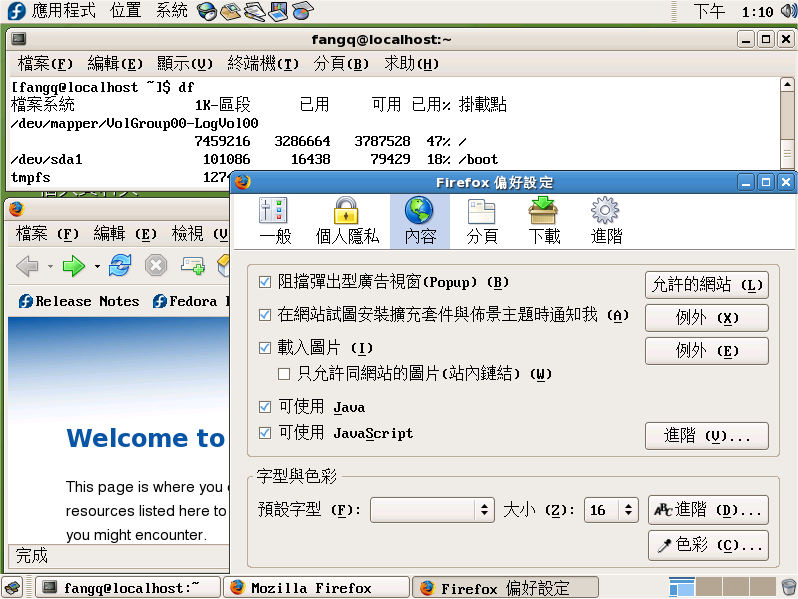 應用程式 位置 系統 下午 1:10
fangq@localhost:~
檔案(F) 編輯(E) 顯示(V) 終端機(T) 分頁(B) 求助(H)
[fangq@localhost ~]$ df
檔案系統 1K-區段 已用 可用 已用% 掛載點
/dev/mapper/VolGroup00-LogVol00
7459216 3286664 3787528 47% /
/dev/sda1 101086 16438 79429 18% /boot
tmpfs
Firefox 偏好設定
檔案 (F) 編輯 (E) 檢視 (V
一般 個人隱私 內容 分頁 下載 進階
Release Notes Fedora
阻擋彈出型廣告視窗(Popup) (B) 允許的網站 (L)
在網站試圖安裝擴充套件與佈景主題時通知我 (A) 例外 (X)
載入圖片 (I) 例外 (E)
只允許同網站的圖片(站內鏈結) (W)
可使用 Java
可使用 JavaScript 進階 (V)...
Welcome to
字型與色彩
預設字型 (F): 大小 (Z): 16 ABC進階 (D)...
色彩 (C)...
This page is where you
resources listed here to
you might encounter.
完成
fangq@localhost:~ Mozilla Firefox Firefox 偏好設定